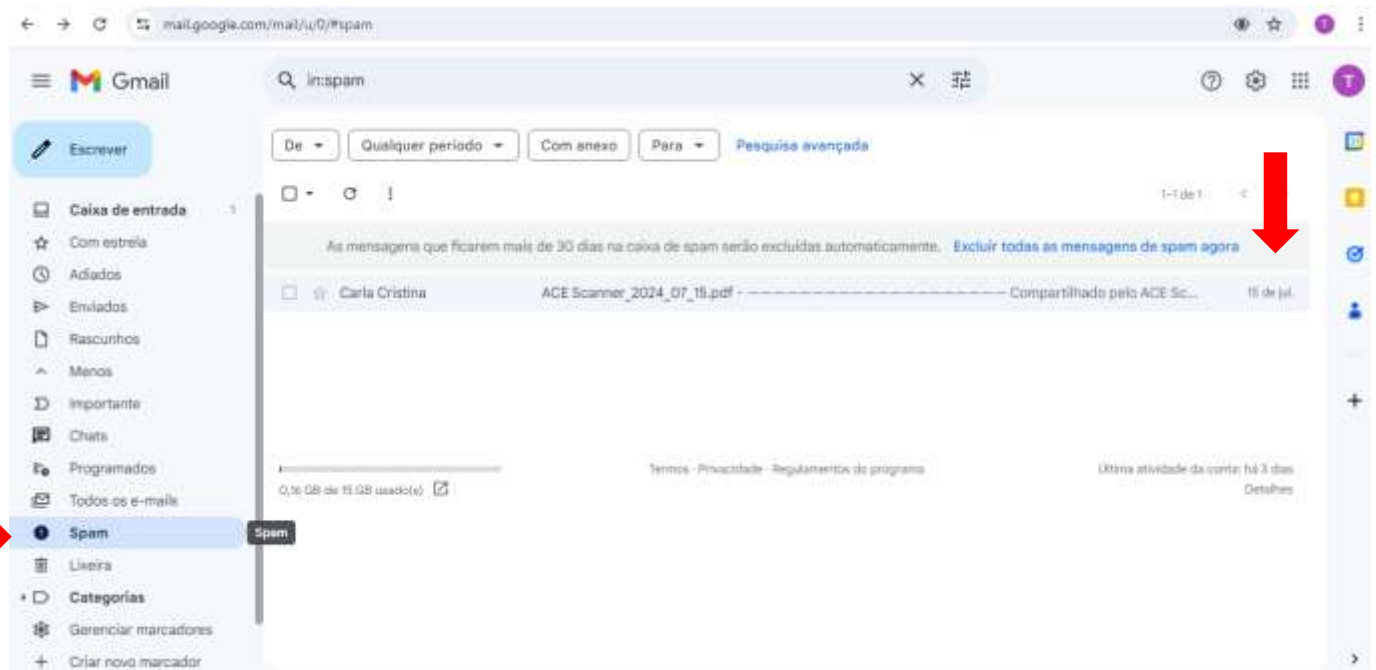 mail.google.com/mail/u/0/#spam
Gmail
in:spam
T
Escrever
De
Qualquer período
Com anexo
Para
Pesquisa avançada
1–1 de 1
Caixa de entrada
Com estrela
As mensagens que ficarem mais de 30 dias na caixa de spam serão excluídas automaticamente. Excluir todas as mensagens de spam agora
Adiados
Carla Cristina ACE Scanner_2024_07_15.pdf - ---------------------------- Compartilhado pelo ACE Sc... 15 de jul.
Enviados
Rascunhos
Menos
Importante
Chats
Programados
Todos os e-mails
Spam
Spam
Lixeira
Categorias
Gerenciar marcadores
Criar novo marcador
0,16 GB de 15 GB usado(s)
Termos · Privacidade · Regulamentos do programa
Última atividade da conta: há 3 dias
Detalhes